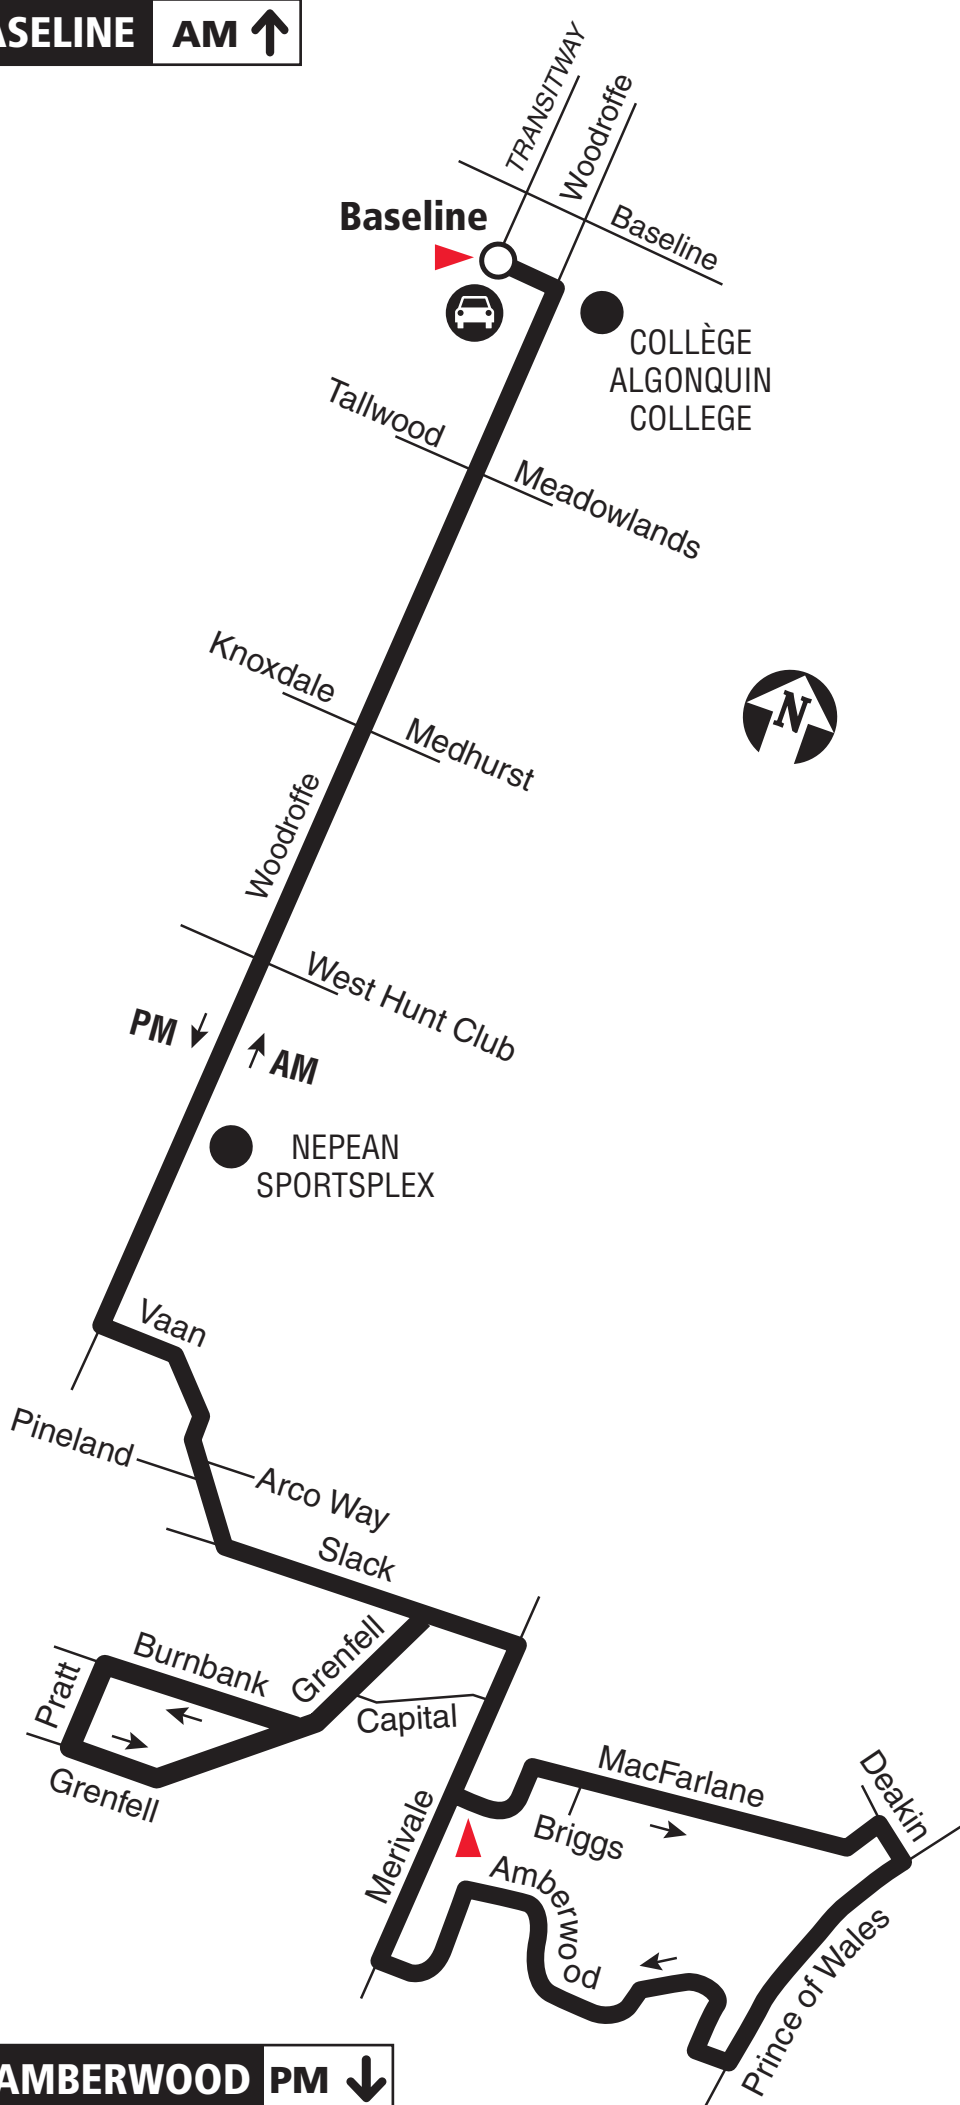 AM
TRANSITWAY
Woodroffe
Baseline
Baseline
COLLÈGE
ALGONQUIN
COLLEGE
Tallwood
Meadowlands
Knoxdale
Medhurst
N
Woodroffe
West Hunt Club
PM
AM
NEPEAN
SPORTSPLEX
Vaan
Pineland
Arco Way
Slack
Grenfell
Burnbank
Pratt
Capital
Grenfell
MacFarlane
Deakin
Briggs
Merivale
Amberwood
Prince of Wales
AMBERWOOD PM